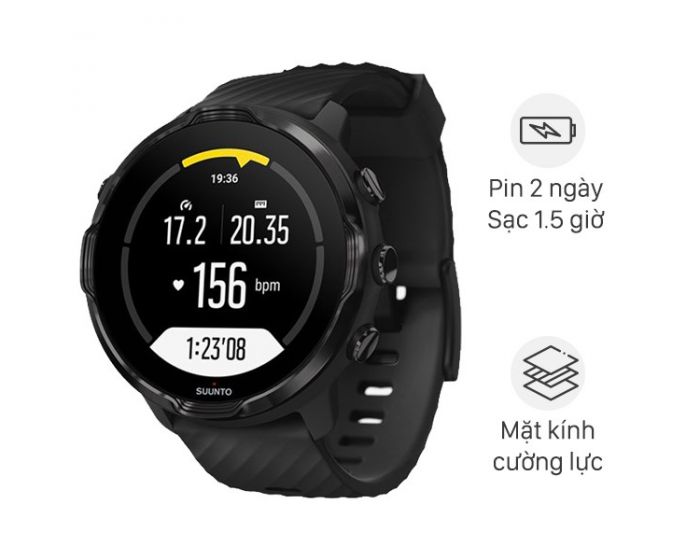 19:36
17.2 20.35
156 bpm
1:23'08
SUUNTO
Pin 2 ngày
Sạc 1.5 giờ
Mặt kính
cường lực